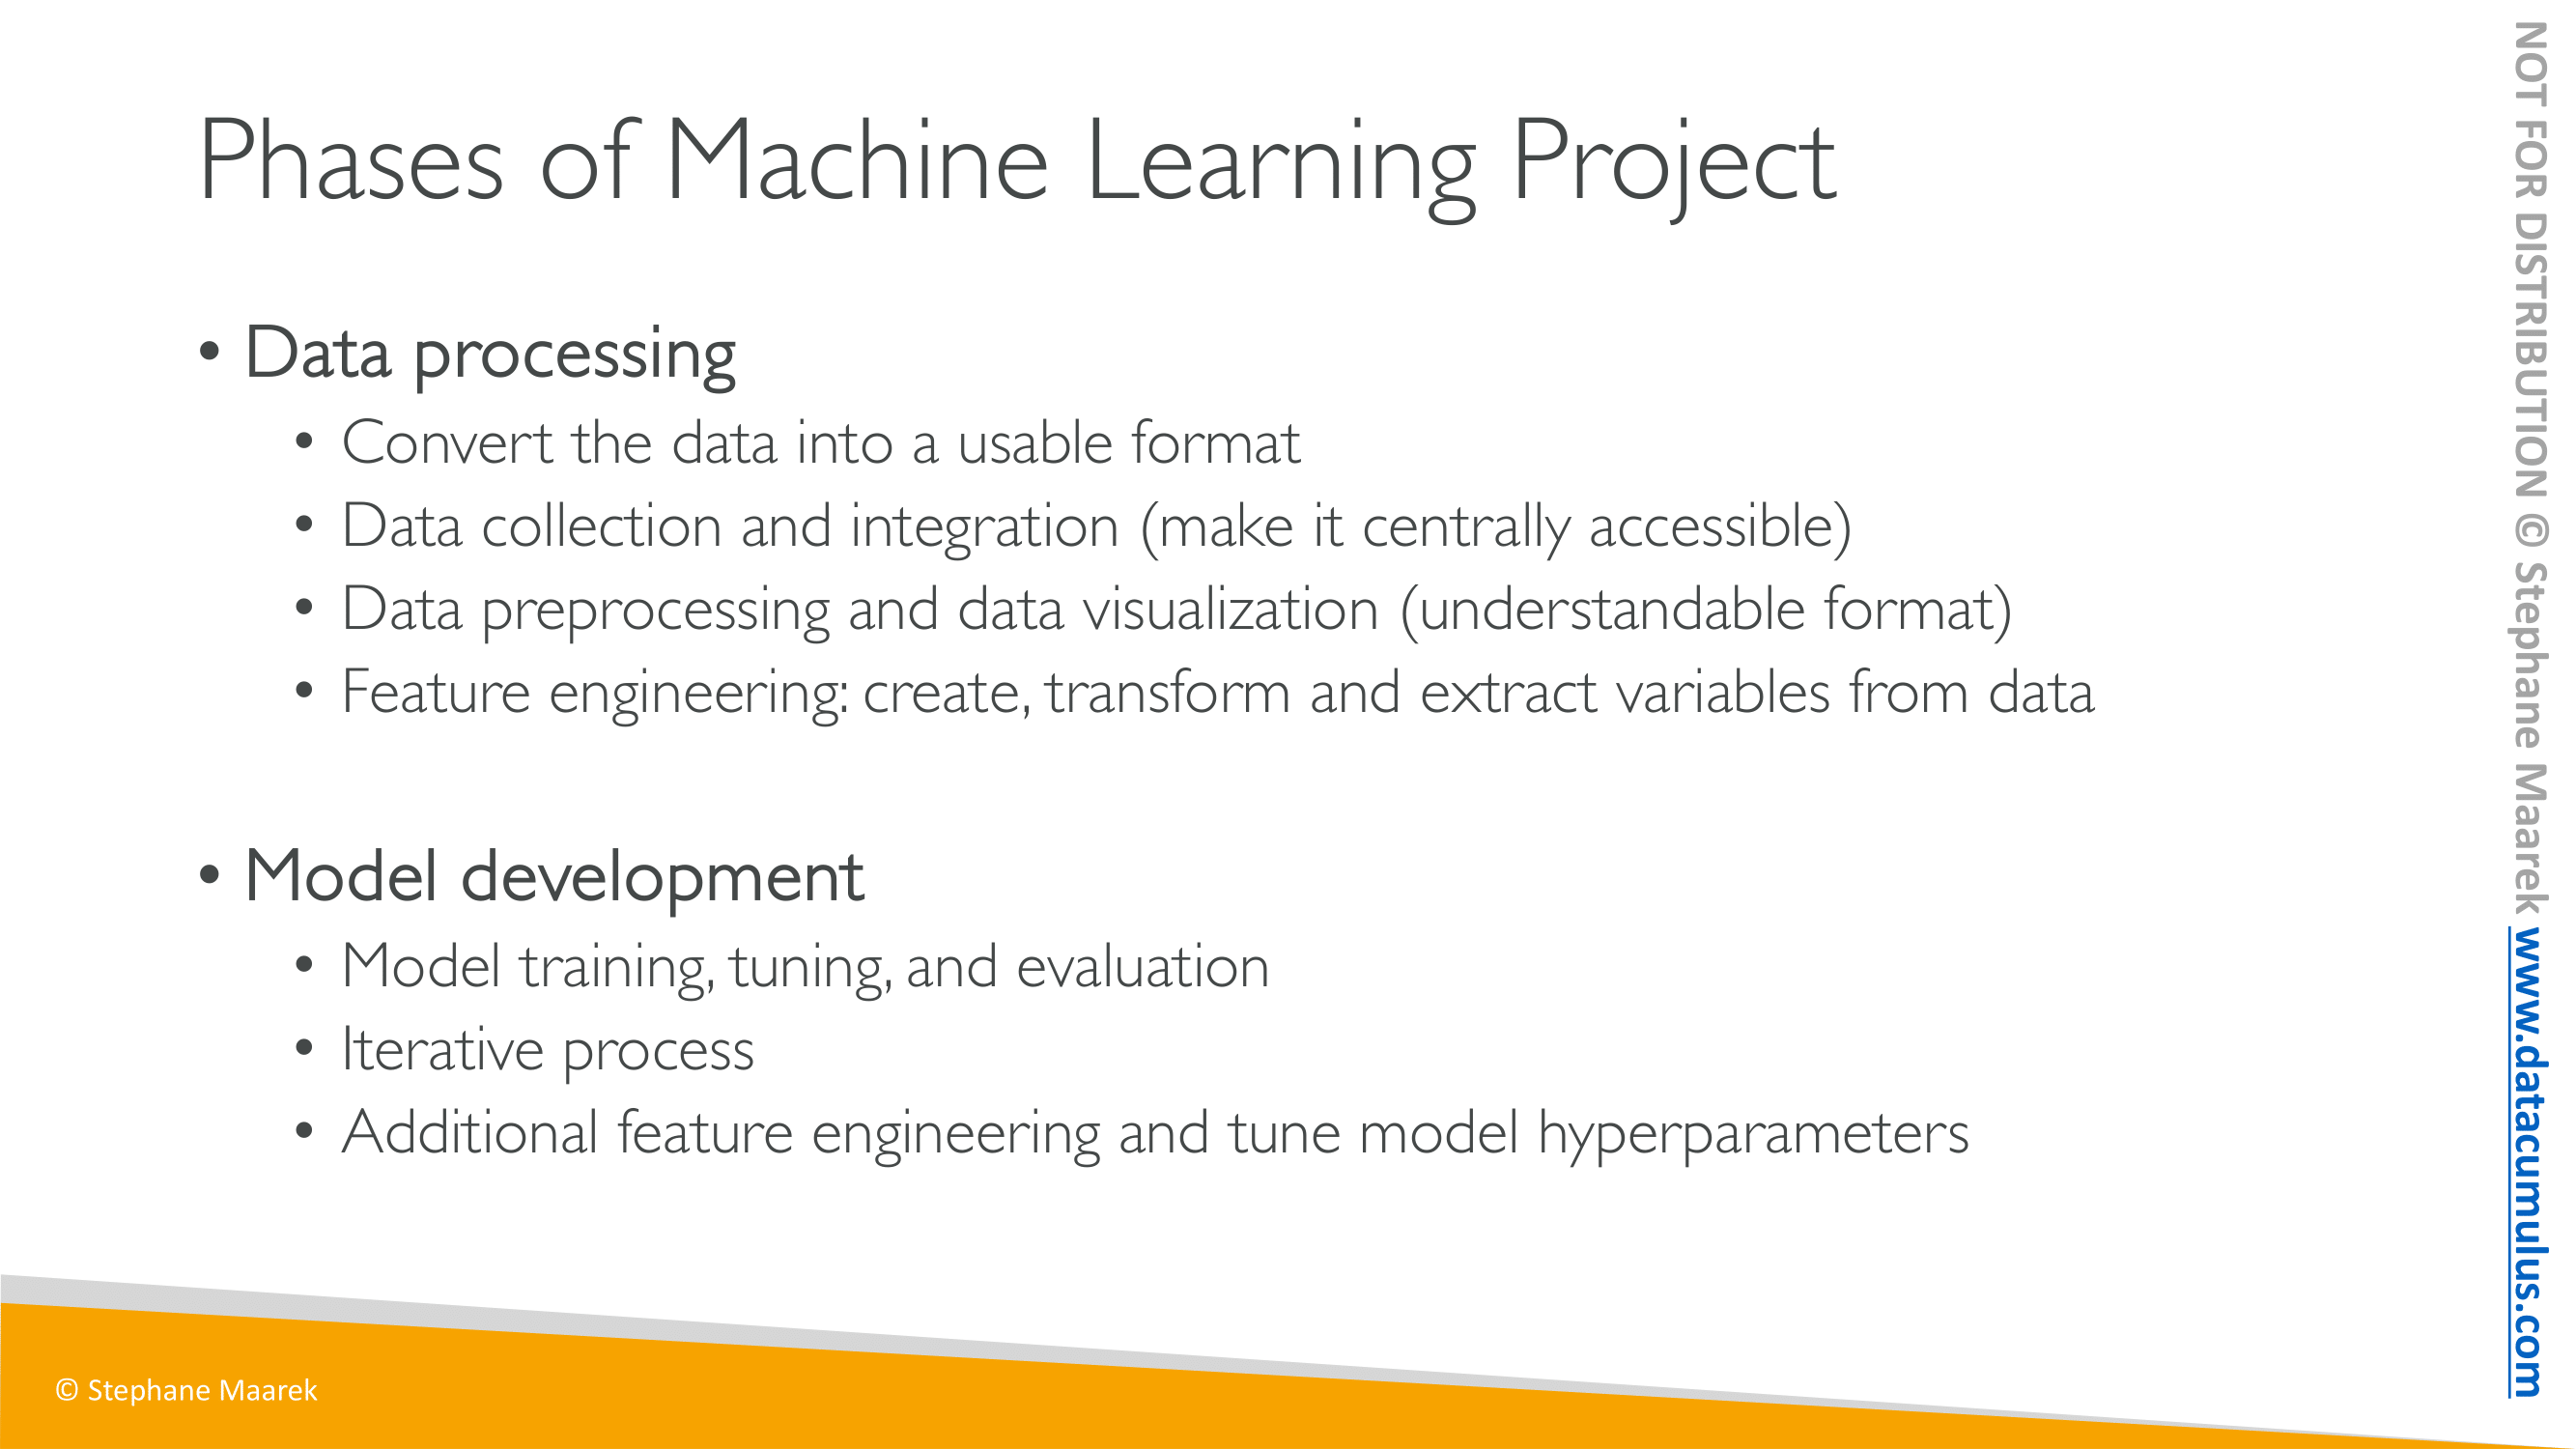 Phases of Machine Learning Project
• Data processing
• Convert the data into a usable format
• Data collection and integration (make it centrally accessible)
• Data preprocessing and data visualization (understandable format)
• Feature engineering: create, transform and extract variables from data
• Model development
• Model training, tuning, and evaluation
• Iterative process
• Additional feature engineering and tune model hyperparameters
© Stephane Maarek
NOT FOR DISTRIBUTION © Stephane Maarek www.datacumulus.com